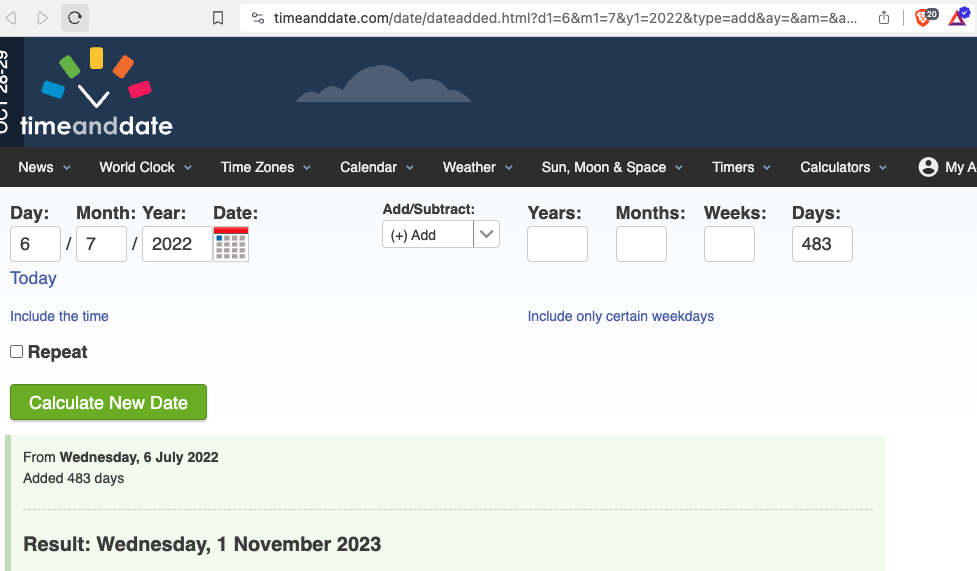 timeanddate.com/date/dateadded.html?d1=6&m1=7&y1=2022&type=add&ay=&am=&a...
20
OCT 28-29
timeanddate
News World Clock Time Zones Calendar Weather Sun, Moon & Space Timers Calculators My A
Day: Month: Year: Date: Add/Subtract: Years: Months: Weeks: Days:
6 / 7 / 2022 (+) Add 483
Today
Include the time Include only certain weekdays
Repeat
Calculate New Date
From Wednesday, 6 July 2022
Added 483 days
Result: Wednesday, 1 November 2023